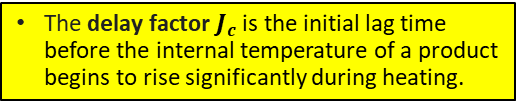 • The delay factor J_c is the initial lag time
before the internal temperature of a product
begins to rise significantly during heating.